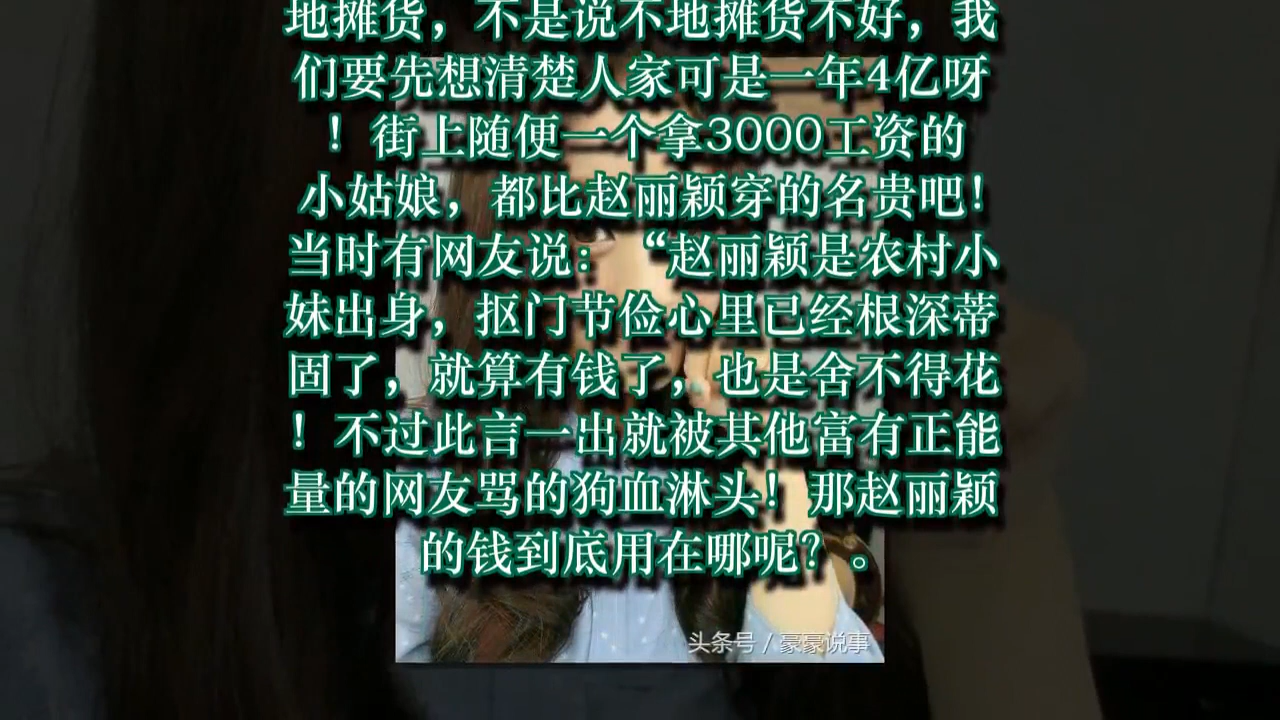 地摊货，不是说不地摊货不好，我
们要先想清楚人家可是一年4亿呀
！街上随便一个拿3000工资的
小姑娘，都比赵丽颖穿的名贵吧！
当时有网友说：“赵丽颖是农村小
妹出身，抠门节俭心里已经根深蒂
固了，就算有钱了，也是舍不得花
！不过此言一出就被其他富有正能
量的网友骂的狗血淋头！那赵丽颖
的钱到底用在哪呢？。
头条号 / 豪豪说事